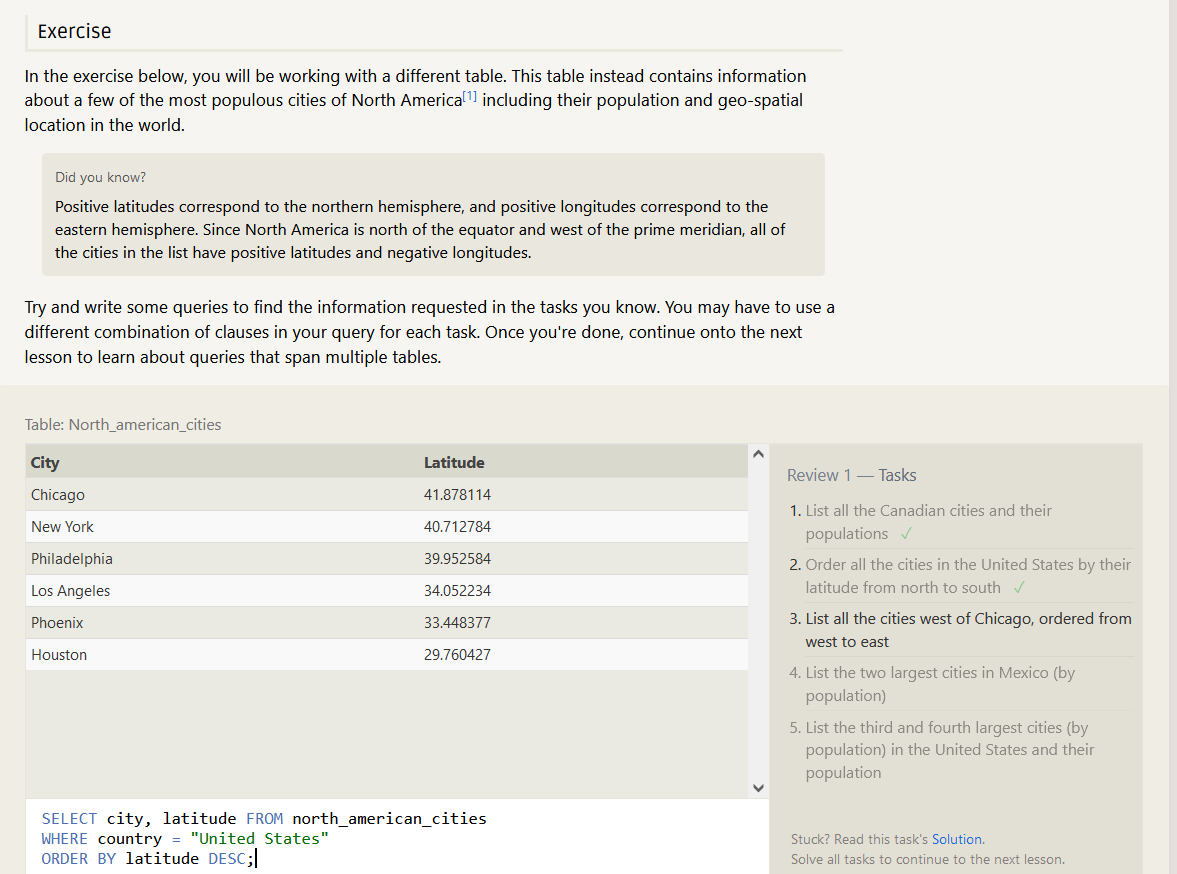 Exercise
In the exercise below, you will be working with a different table. This table instead contains information
about a few of the most populous cities of North America[1] including their population and geo-spatial
location in the world.
Did you know?
Positive latitudes correspond to the northern hemisphere, and positive longitudes correspond to the
eastern hemisphere. Since North America is north of the equator and west of the prime meridian, all of
the cities in the list have positive latitudes and negative longitudes.
Try and write some queries to find the information requested in the tasks you know. You may have to use a
different combination of clauses in your query for each task. Once you're done, continue onto the next
lesson to learn about queries that span multiple tables.
Table: North_american_cities
City Latitude
Chicago 41.878114
New York 40.712784
Philadelphia 39.952584
Los Angeles 34.052234
Phoenix 33.448377
Houston 29.760427
SELECT city, latitude FROM north_american_cities
WHERE country = "United States"
ORDER BY latitude DESC;
Review 1 — Tasks
1. List all the Canadian cities and their
populations ✓
2. Order all the cities in the United States by their
latitude from north to south ✓
3. List all the cities west of Chicago, ordered from
west to east
4. List the two largest cities in Mexico (by
population)
5. List the third and fourth largest cities (by
population) in the United States and their
population
Stuck? Read this task's Solution.
Solve all tasks to continue to the next lesson.